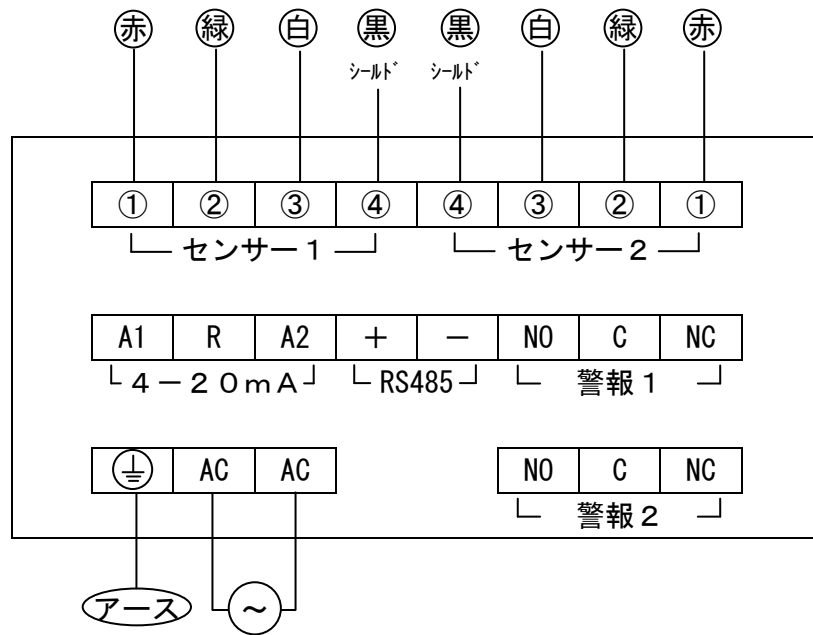 赤 緑 白 黒 黒 白 緑 赤
シールド シールド
① ② ③ ④ ④ ③ ② ①
センサー1 センサー2
A1 R A2 + − NO C NC
4−20mA RS485 警報1
AC AC NO C NC
警報2
アース ~